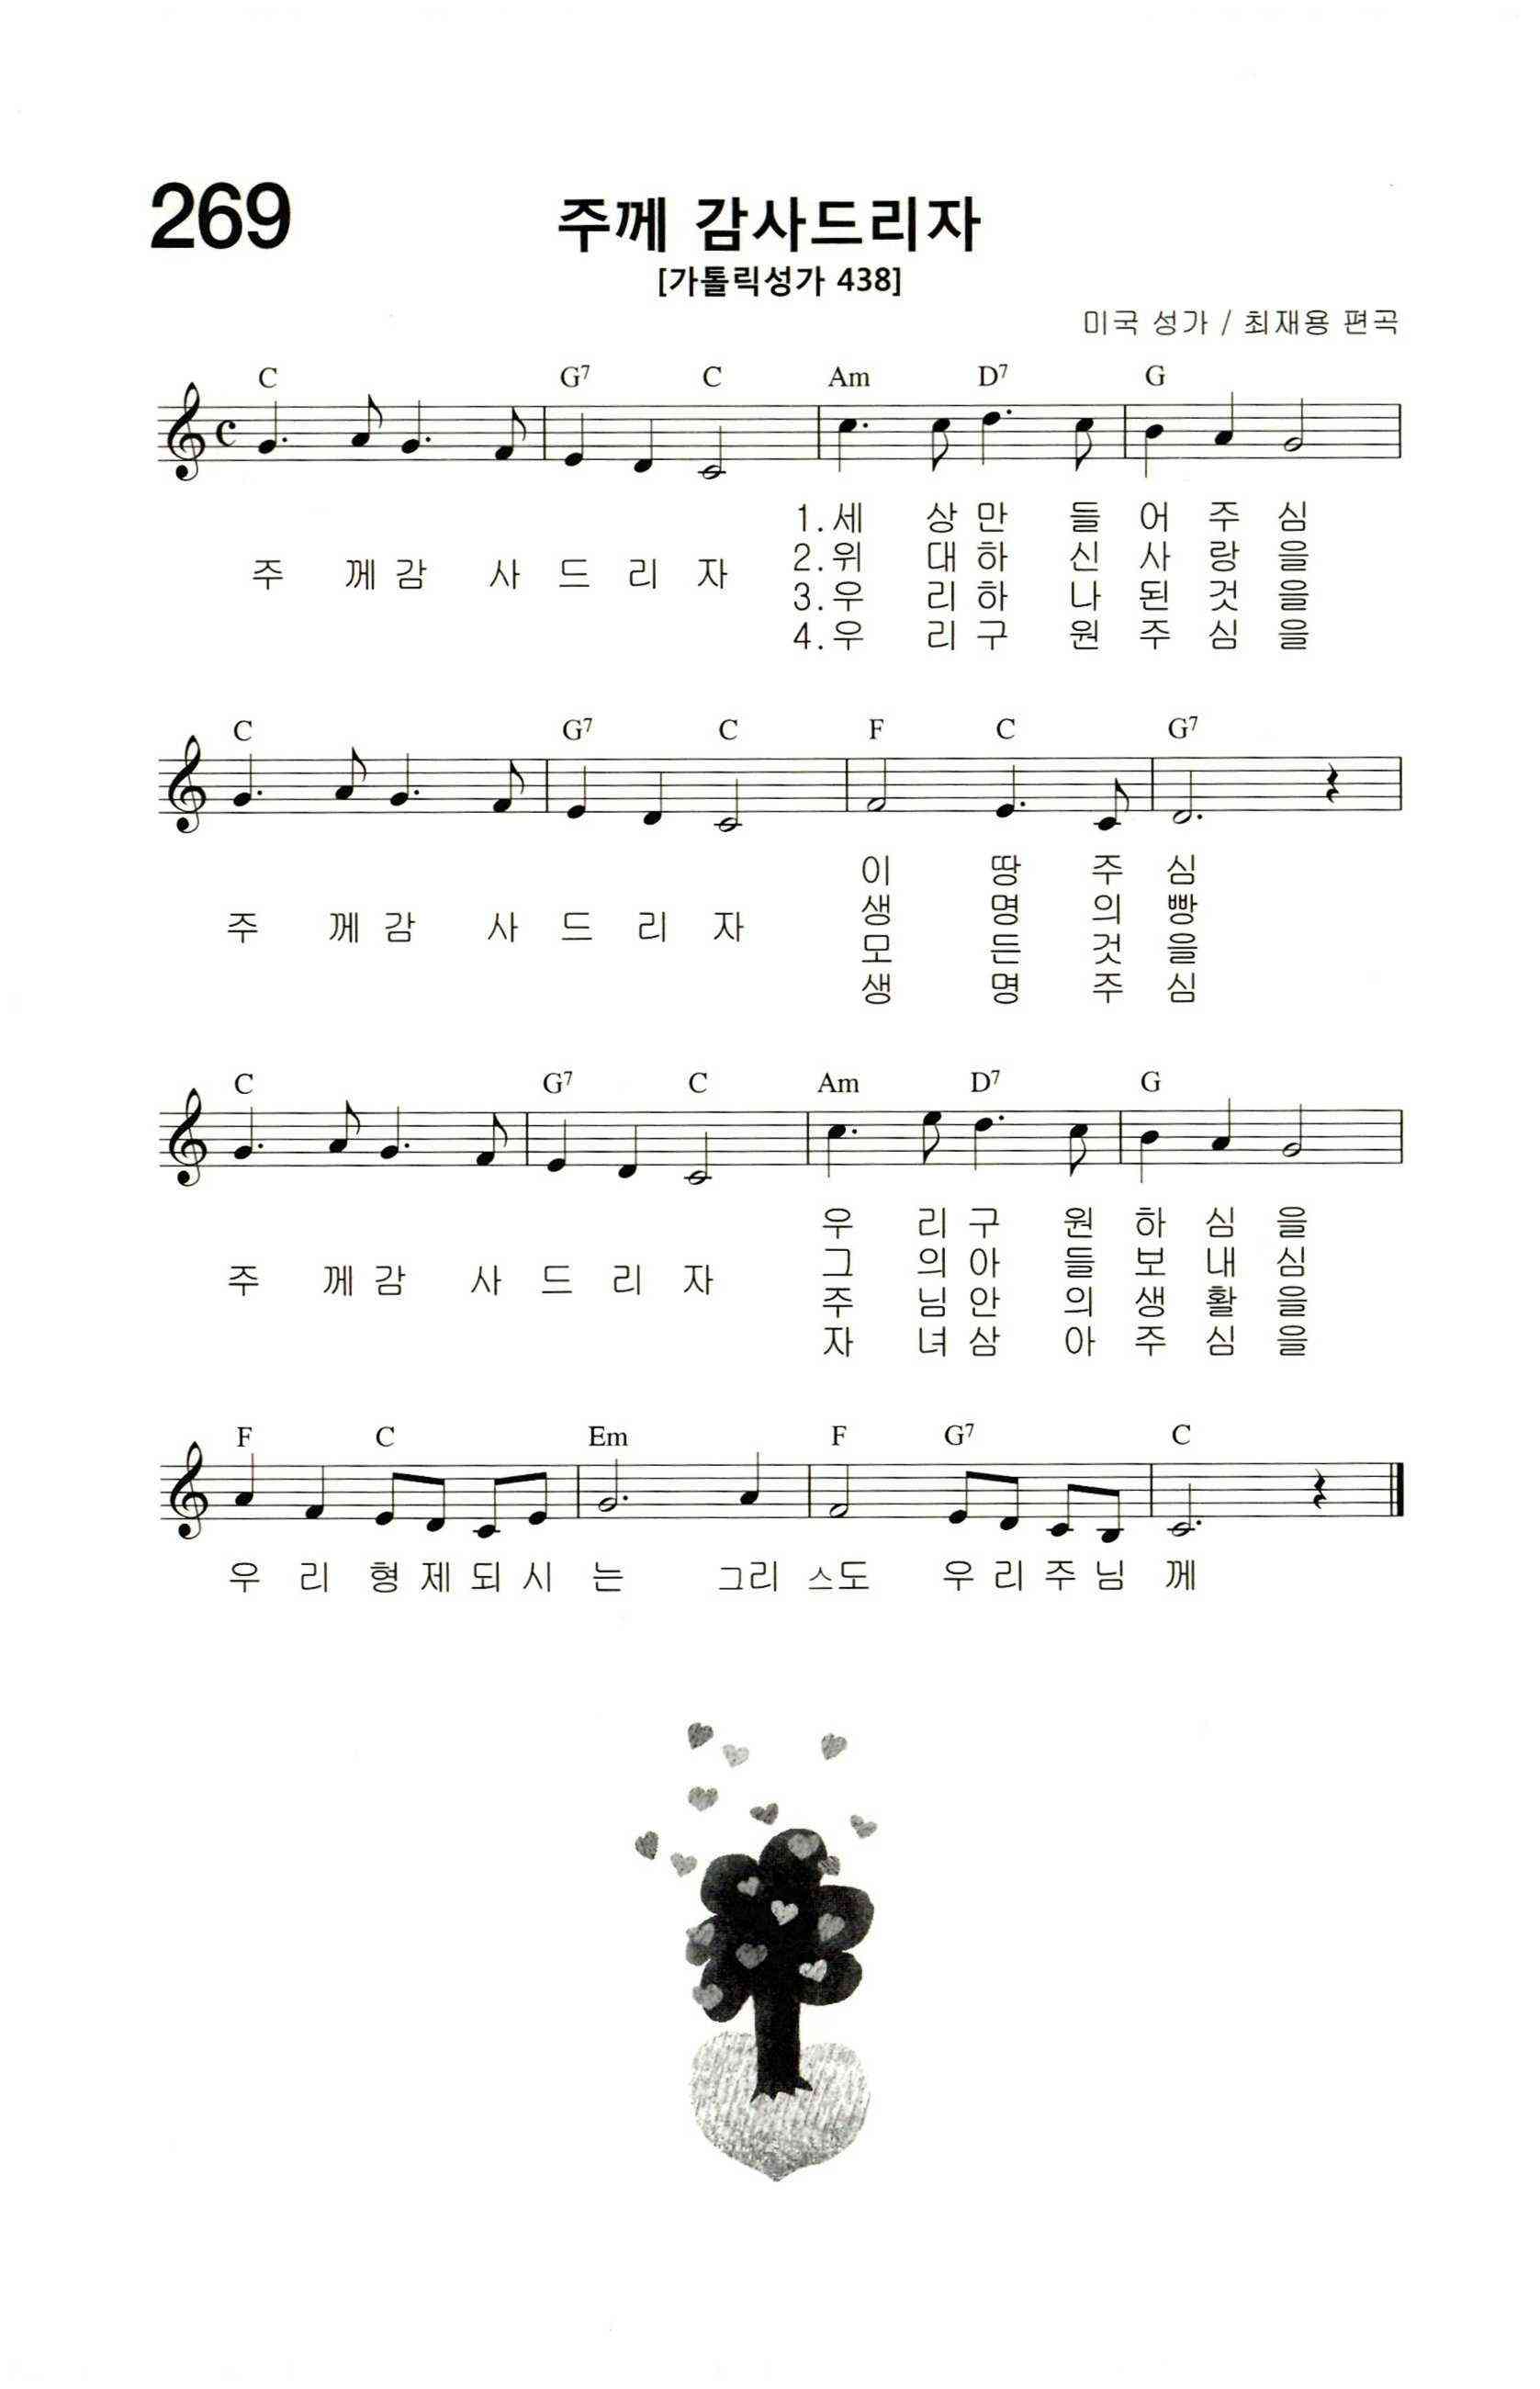 269
주께 감사드리자
[가톨릭성가 438]
미국 성가 / 최재용 편곡
C G7 C Am D7 G
1.세 상 만 들 어 주 심
2.위 대 하 신 사 랑 을
주 께 감 사 드 리 자
3.우 리 하 나 된 것 을
4.우 리 구 원 주 심 을
C G7 C F C G7
이 땅 주 심
생 명 의 빵
주 께 감 사 드 리 자
모 든 것 을
생 명 주 심
C G7 C Am D7 G
우 리 구 원 하 심 을
그 의 아 들 보 내 심
주 께 감 사 드 리 자
주 님 안 의 생 활 을
자 녀 삼 아 주 심 을
F C Em F G7 C
우 리 형 제 되 시 는 그리 스도 우 리 주 님 께